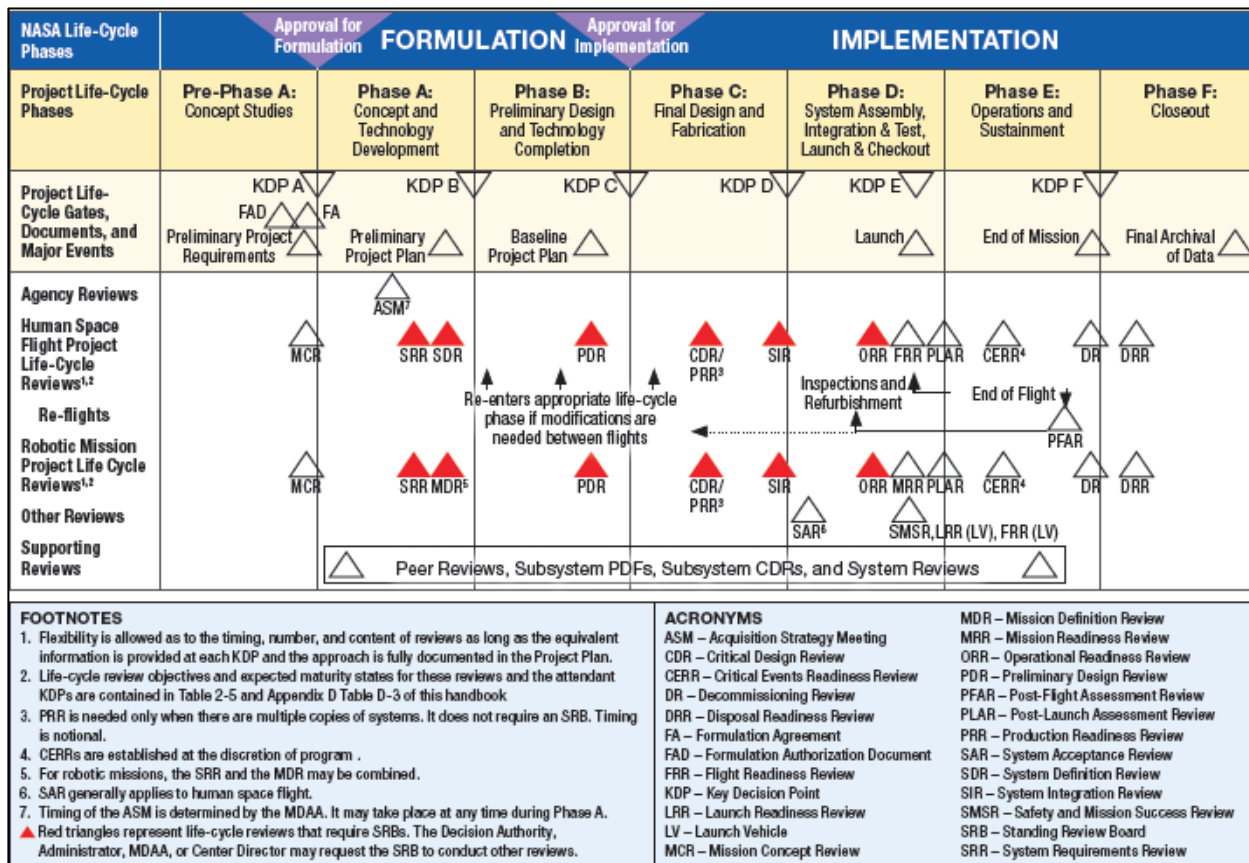 NASA Life-Cycle
Phases
Approval for
Formulation
FORMULATION
Approval for
Implementation
IMPLEMENTATION
Project Life-Cycle
Phases
Pre-Phase A:
Concept Studies
Phase A:
Concept and
Technology
Development
Phase B:
Preliminary Design
and Technology
Completion
Phase C:
Final Design and
Fabrication
Phase D:
System Assembly,
Integration & Test,
Launch & Checkout
Phase E:
Operations and
Sustainment
Phase F:
Closeout
Project Life-
Cycle Gates,
Documents, and
Major Events
KDP A
KDP B
KDP C
KDP D
KDP E
KDP F
FAD
FA
Preliminary Project
Requirements
Preliminary
Project Plan
Baseline
Project Plan
Launch
End of Mission
Final Archival
of Data
Agency Reviews
ASM7
Human Space
Flight Project
Life-Cycle
Reviews1,2
MCR
SRR
SDR
PDR
CDR/
PRR3
SIR
ORR
FRR
PLAR
CERR4
DR
DRR
Re-flights
Re-enters appropriate life-cycle
phase if modifications are
needed between flights
Inspections and
Refurbishment
End of Flight
PFAR
Robotic Mission
Project Life Cycle
Reviews1,2
MCR
SRR
MDR5
PDR
CDR/
PRR3
SIR
ORR
MRR
PLAR
CERR4
DR
DRR
Other Reviews
SAR6
SMSR,LRR (LV), FRR (LV)
Supporting
Reviews
Peer Reviews, Subsystem PDFs, Subsystem CDRs, and System Reviews
FOOTNOTES
1. Flexibility is allowed as to the timing, number, and content of reviews as long as the equivalent
information is provided at each KDP and the approach is fully documented in the Project Plan.
2. Life-cycle review objectives and expected maturity states for these reviews and the attendant
KDPs are contained in Table 2-5 and Appendix D Table D-3 of this handbook
3. PRR is needed only when there are multiple copies of systems. It does not require an SRB. Timing
is notional.
4. CERRs are established at the discretion of program .
5. For robotic missions, the SRR and the MDR may be combined.
6. SAR generally applies to human space flight.
7. Timing of the ASM is determined by the MDAA. It may take place at any time during Phase A.
Red triangles represent life-cycle reviews that require SRBs. The Decision Authority,
Administrator, MDAA, or Center Director may request the SRB to conduct other reviews.
ACRONYMS
ASM – Acquisition Strategy Meeting
CDR – Critical Design Review
CERR – Critical Events Readiness Review
DR – Decommissioning Review
DRR – Disposal Readiness Review
FA – Formulation Agreement
FAD – Formulation Authorization Document
FRR – Flight Readiness Review
KDP – Key Decision Point
LRR – Launch Readiness Review
LV – Launch Vehicle
MCR – Mission Concept Review
MDR – Mission Definition Review
MRR – Mission Readiness Review
ORR – Operational Readiness Review
PDR – Preliminary Design Review
PFAR – Post-Flight Assessment Review
PLAR – Post-Launch Assessment Review
PRR – Production Readiness Review
SAR – System Acceptance Review
SDR – System Definition Review
SIR – System Integration Review
SMSR – Safety and Mission Success Review
SRB – Standing Review Board
SRR – System Requirements Review